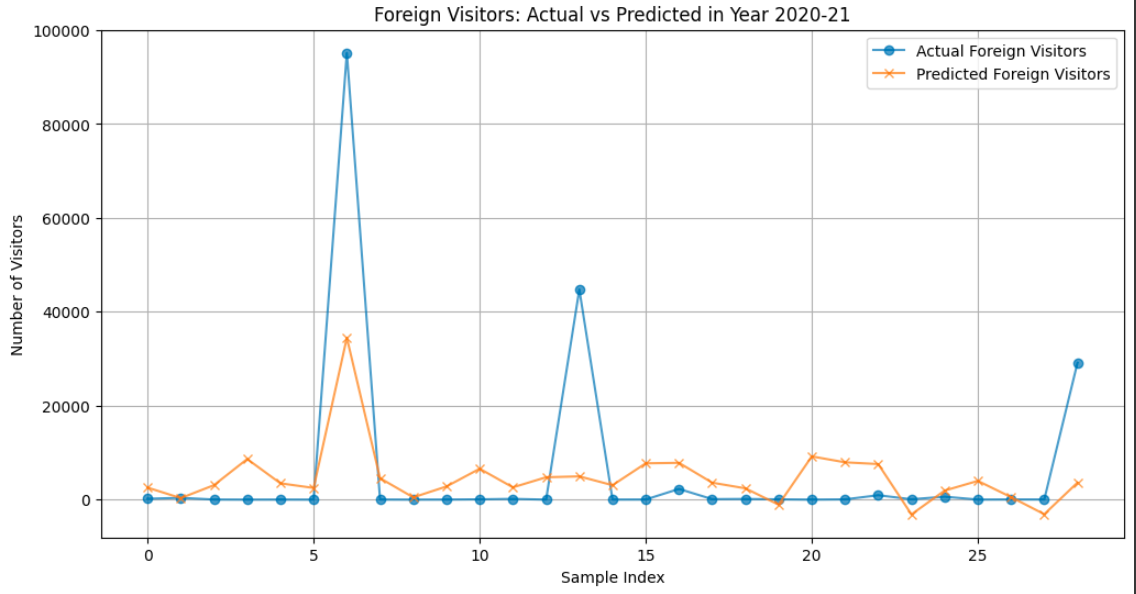 Foreign Visitors: Actual vs Predicted in Year 2020-21
Actual Foreign Visitors
Predicted Foreign Visitors
Number of Visitors
100000
80000
60000
40000
20000
0
0 5 10 15 20 25
Sample Index